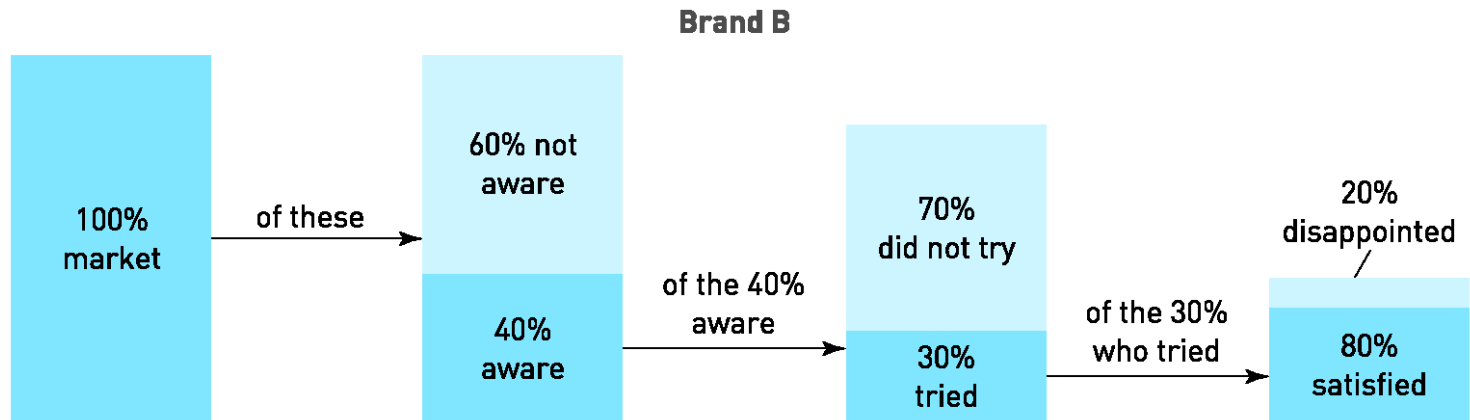 Brand B
100%
market
of these
60% not
aware
40%
aware
of the 40%
aware
70%
did not try
30%
tried
of the 30%
who tried
20%
disappointed
80%
satisfied